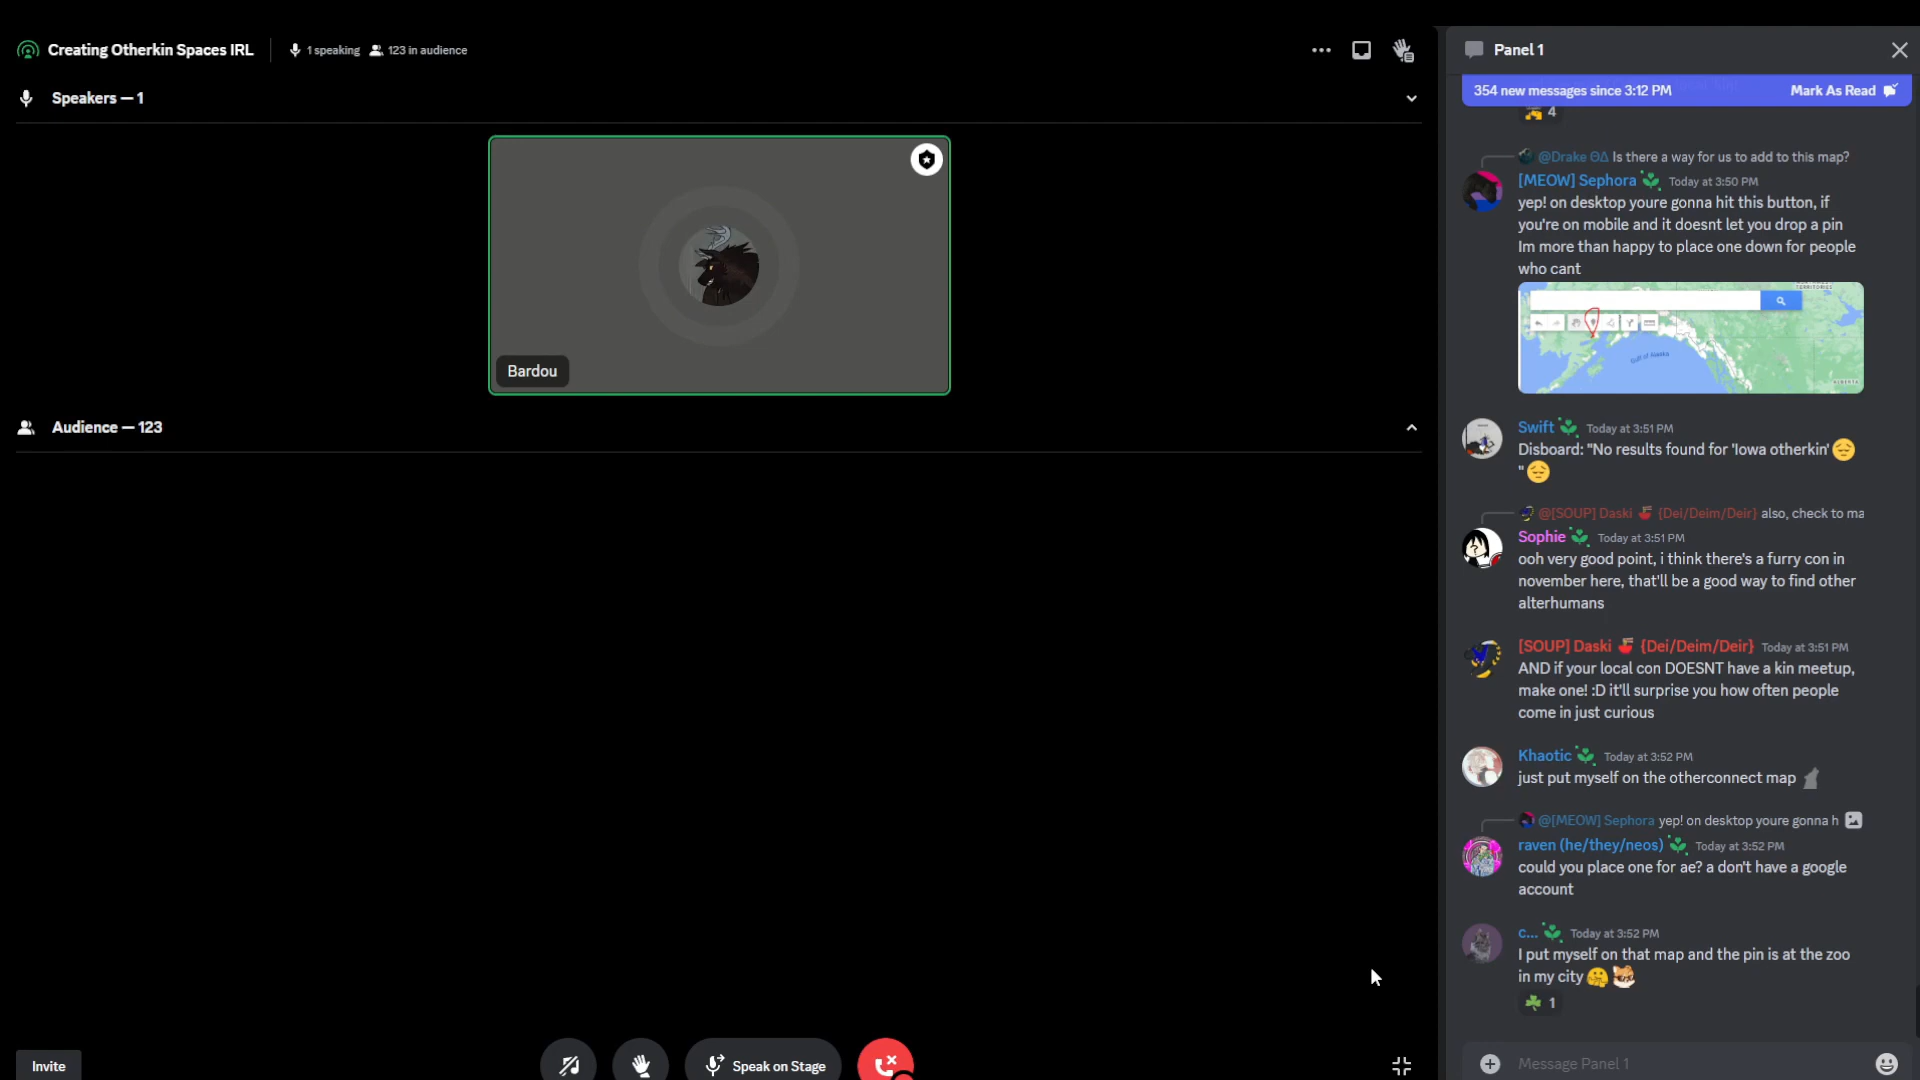 Creating Otherkin Spaces IRL
1 speaking
123 in audience
Speakers — 1
Bardou
Audience — 123
Invite
Speak on Stage
Panel 1
354 new messages since 3:12 PM
Mark As Read
4
@Drake ΘΔ Is there a way for us to add to this map?
[MEOW] Sephora Today at 3:50 PM
yep! on desktop youre gonna hit this button, if
you're on mobile and it doesnt let you drop a pin
Im more than happy to place one down for people
who cant
TERRITORIES
Gulf of Alaska
ALBERTA
Swift Today at 3:51 PM
Disboard: "No results found for 'Iowa otherkin' 😔
" 😔
@[SOUP] Daski 🍜 {Dei/Deim/Deir} also, check to ma
Sophie Today at 3:51 PM
ooh very good point, i think there's a furry con in
november here, that'll be a good way to find other
alterhumans
[SOUP] Daski 🍜 {Dei/Deim/Deir} Today at 3:51 PM
AND if your local con DOESNT have a kin meetup,
make one! :D it'll surprise you how often people
come in just curious
Khaotic Today at 3:52 PM
just put myself on the otherconnect map
@[MEOW] Sephora yep! on desktop youre gonna h
raven (he/they/neos) Today at 3:52 PM
could you place one for ae? a don't have a google
account
c... Today at 3:52 PM
I put myself on that map and the pin is at the zoo
in my city
☘️ 1
Message Panel 1